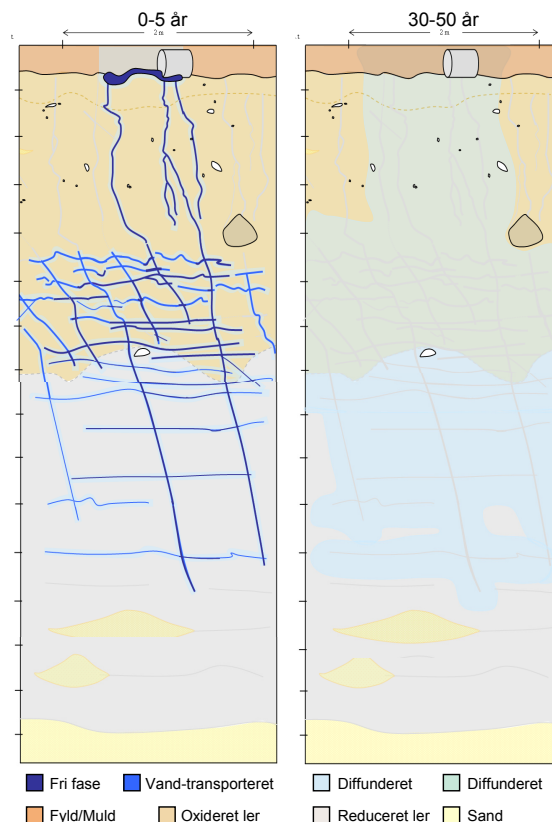 0-5 år
30-50 år
2 m
2 m
Fri fase
Vand-transporteret
Diffunderet
Diffunderet
Fyld/Muld
Oxideret ler
Reduceret ler
Sand